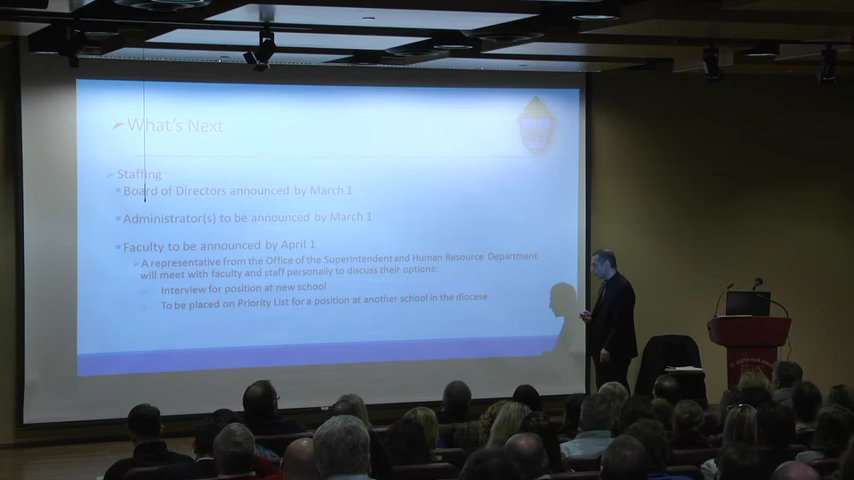 What's Next
Staffing
Board of Directors announced by March 1
Administrator(s) to be announced by March 1
Faculty to be announced by April 1
A representative from the Office of the Superintendent and Human Resource Department
will meet with faculty and staff personally to discuss their options:
Interview for position at new school
To be placed on Priority List for a position at another school in the diocese